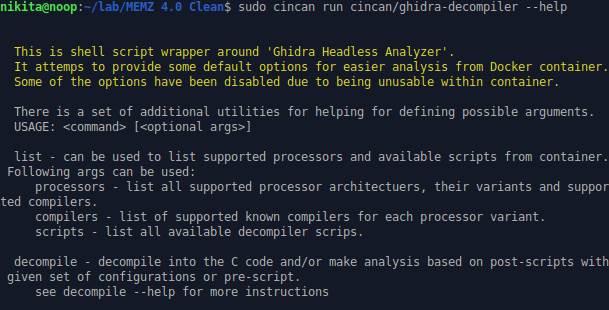 nikita@noop:~/lab/MEMZ 4.0 Clean$ sudo cincan run cincan/ghidra-decompiler --help
This is shell script wrapper around 'Ghidra Headless Analyzer'.
It attemps to provide some default options for easier analysis from Docker container.
Some of the options have been disabled due to being unusable within container.
There is a set of additional utilities for helping for defining possible arguments.
USAGE: <command> [<optional args>]
list - can be used to list supported processors and available scripts from container.
Following args can be used:
processors - list all supported processor architectuers, their variants and suppor
ted compilers.
compilers - list of supported known compilers for each processor variant.
scripts - list all available decompiler scrips.
decompile - decompile into the C code and/or make analysis based on post-scripts with
given set of configurations or pre-script.
see decompile --help for more instructions